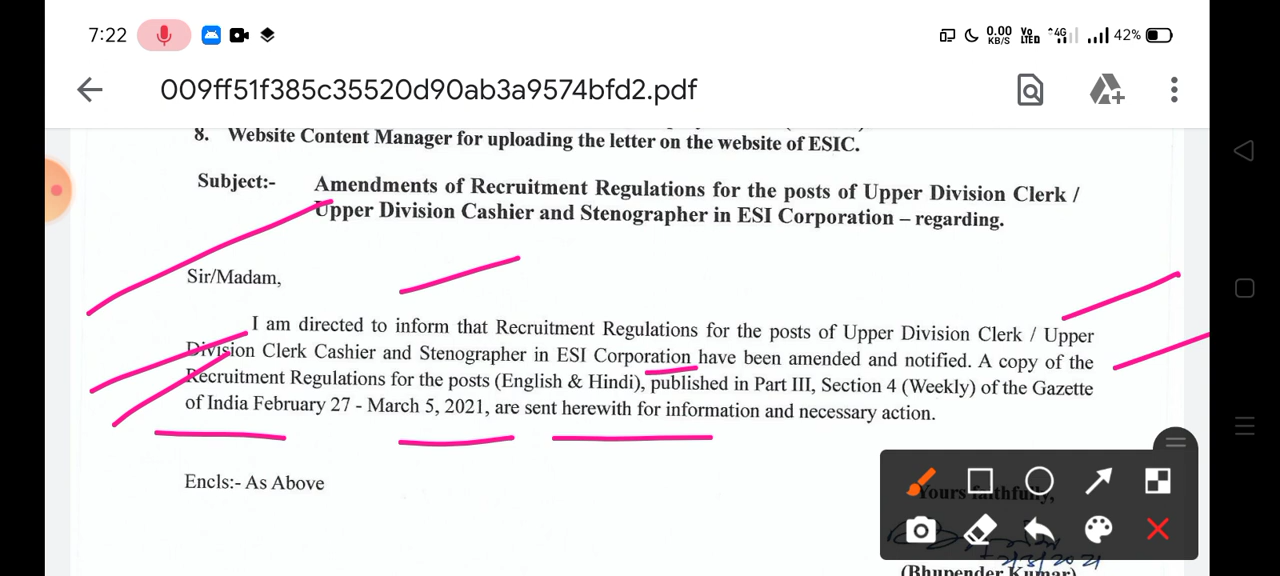 7:22
0.00 KB/S
Vo LTED
4G
42%
009ff51f385c35520d90ab3a9574bfd2.pdf
8. Website Content Manager for uploading the letter on the website of ESIC.
Subject:- Amendments of Recruitment Regulations for the posts of Upper Division Clerk /
Upper Division Cashier and Stenographer in ESI Corporation – regarding.
Sir/Madam,
I am directed to inform that Recruitment Regulations for the posts of Upper Division Clerk / Upper
Division Clerk Cashier and Stenographer in ESI Corporation have been amended and notified. A copy of the
Recruitment Regulations for the posts (English & Hindi), published in Part III, Section 4 (Weekly) of the Gazette
of India February 27 - March 5, 2021, are sent herewith for information and necessary action.
Encls:- As Above
Yours faithfully,
(Bhupender Kumar)